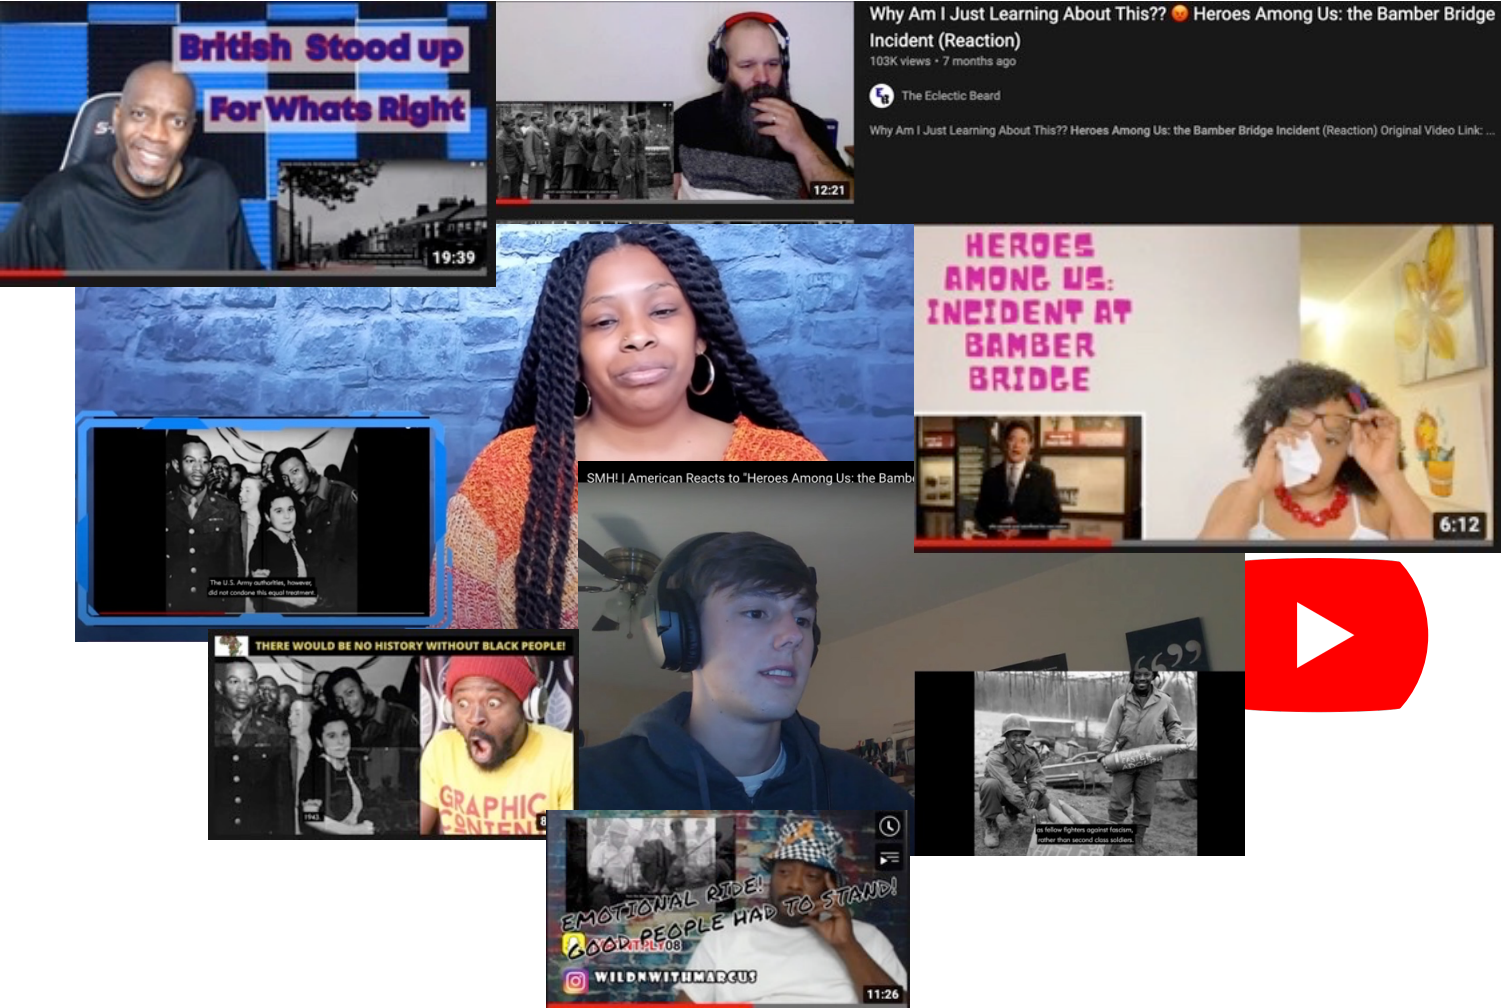 British Stood up
For Whats Right
19:39
12:21
Why Am I Just Learning About This?? 😡 Heroes Among Us: the Bamber Bridge
Incident (Reaction)
103K views • 7 months ago
The Eclectic Beard
Why Am I Just Learning About This?? Heroes Among Us: the Bamber Bridge Incident (Reaction) Original Video Link: ...
HEROES
AMONG US:
INCIDENT AT
BAMBER
BRIDGE
6:12
The U.S. Army authorities, however,
did not condone this equal treatment.
SMH! | American Reacts to "Heroes Among Us: the Bambe
THERE WOULD BE NO HISTORY WITHOUT BLACK PEOPLE!
1943.
GRAPHIC
CONTENT
8
as fellow fighters against fascism,
rather than second class soldiers.
EMOTIONAL RIDE!
GOOD PEOPLE HAD TO STAND!
WILDNWITHMARCUS
11:26